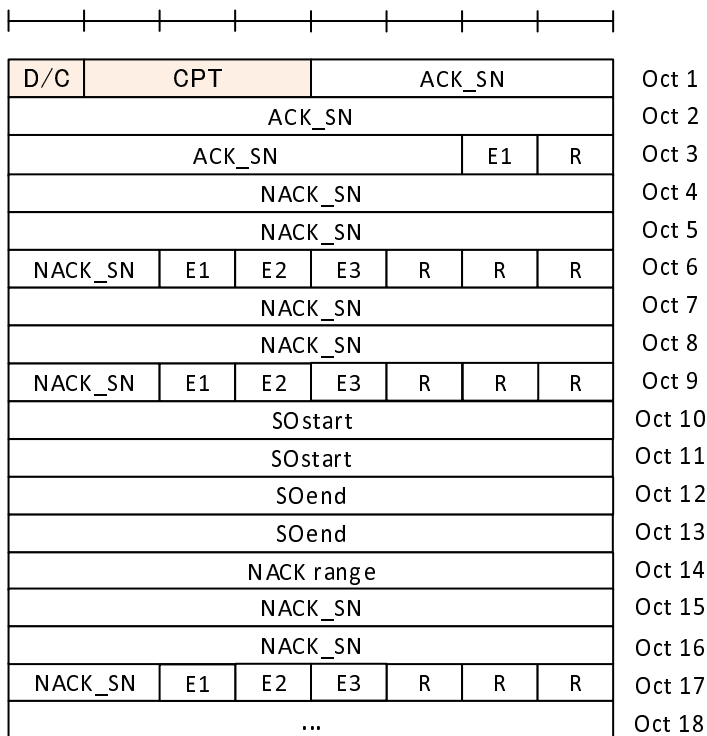 D/C CPT ACK_SN Oct 1
ACK_SN Oct 2
ACK_SN E1 R Oct 3
NACK_SN Oct 4
NACK_SN Oct 5
NACK_SN E1 E2 E3 R R R Oct 6
NACK_SN Oct 7
NACK_SN Oct 8
NACK_SN E1 E2 E3 R R R Oct 9
SOstart Oct 10
SOstart Oct 11
SOend Oct 12
SOend Oct 13
NACK range Oct 14
NACK_SN Oct 15
NACK_SN Oct 16
NACK_SN E1 E2 E3 R R R Oct 17
... Oct 18